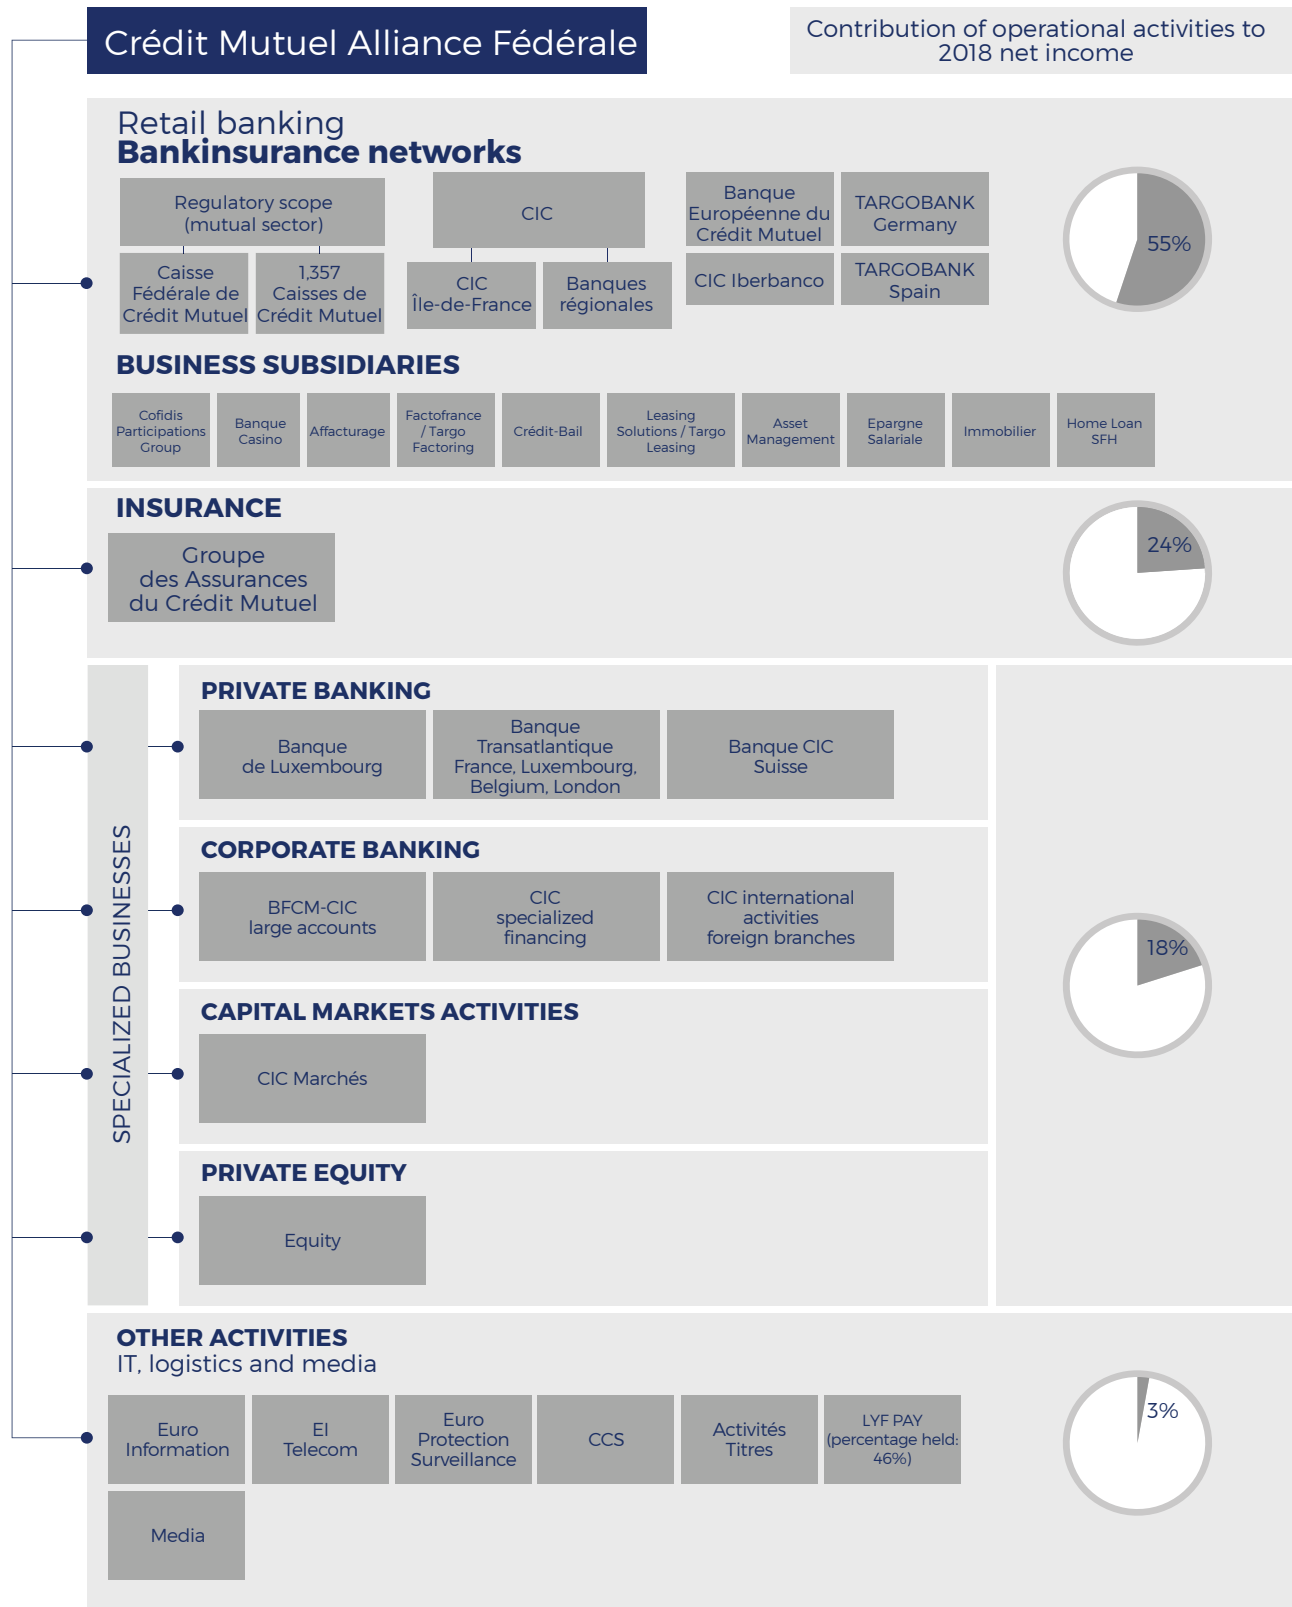 Crédit Mutuel Alliance Fédérale
Contribution of operational activities to
2018 net income
Retail banking
Bankinsurance networks
Regulatory scope
(mutual sector)
Caisse
Fédérale de
Crédit Mutuel
1,357
Caisses de
Crédit Mutuel
CIC
CIC
Île-de-France
Banques
régionales
Banque
Européenne du
Crédit Mutuel
TARGOBANK
Germany
CIC Iberbanco
TARGOBANK
Spain
55%
BUSINESS SUBSIDIARIES
Cofidis
Participations
Group
Banque
Casino
Affacturage
Factofrance
/ Targo
Factoring
Crédit-Bail
Leasing
Solutions / Targo
Leasing
Asset
Management
Epargne
Salariale
Immobilier
Home Loan
SFH
INSURANCE
Groupe
des Assurances
du Crédit Mutuel
24%
SPECIALIZED BUSINESSES
PRIVATE BANKING
Banque
de Luxembourg
Banque
Transatlantique
France, Luxembourg,
Belgium, London
Banque CIC
Suisse
CORPORATE BANKING
BFCM-CIC
large accounts
CIC
specialized
financing
CIC international
activities
foreign branches
18%
CAPITAL MARKETS ACTIVITIES
CIC Marchés
PRIVATE EQUITY
Equity
OTHER ACTIVITIES
IT, logistics and media
Euro
Information
EI
Telecom
Euro
Protection
Surveillance
CCS
Activités
Titres
LYF PAY
(percentage held:
46%)
Media
3%